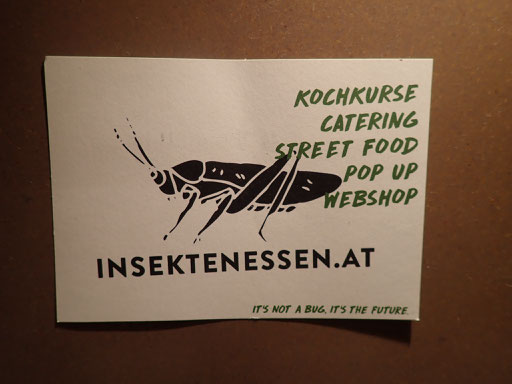 KOCHKURSE
CATERING
STREET FOOD
POP UP
WEBSHOP
INSEKTENESSEN.AT
IT'S NOT A BUG, IT'S THE FUTURE.